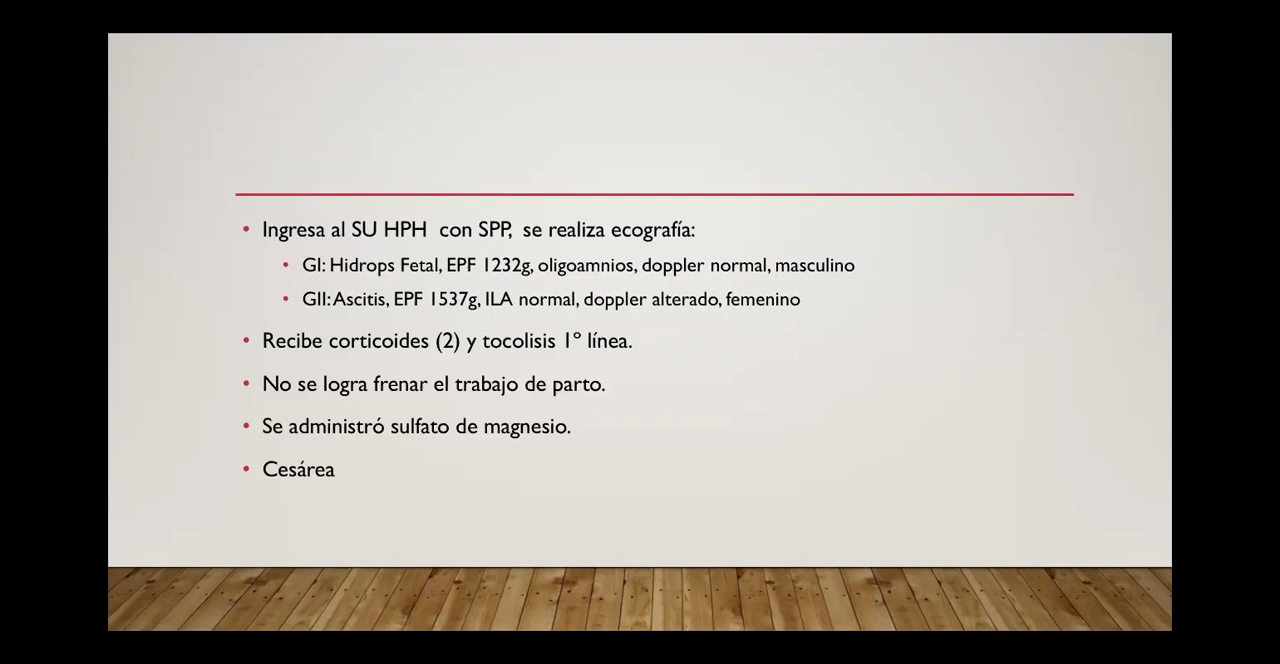 • Ingresa al SU HPH con SPP, se realiza ecografía:
• GI: Hidrops Fetal, EPF 1232g, oligoamnios, doppler normal, masculino
• GII: Ascitis, EPF 1537g, ILA normal, doppler alterado, femenino
• Recibe corticoides (2) y tocolisis 1º línea.
• No se logra frenar el trabajo de parto.
• Se administró sulfato de magnesio.
• Cesárea